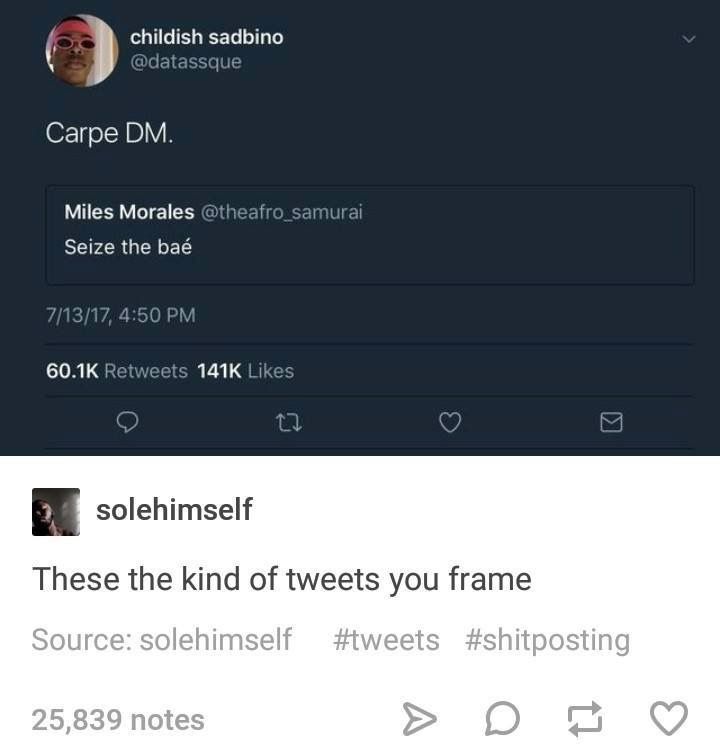 childish sadbino
@datassque
Carpe DM.
Miles Morales @theafro_samurai
Seize the baé
7/13/17, 4:50 PM
60.1K Retweets 141K Likes
solehimself
These the kind of tweets you frame
Source: solehimself #tweets #shitposting
25,839 notes